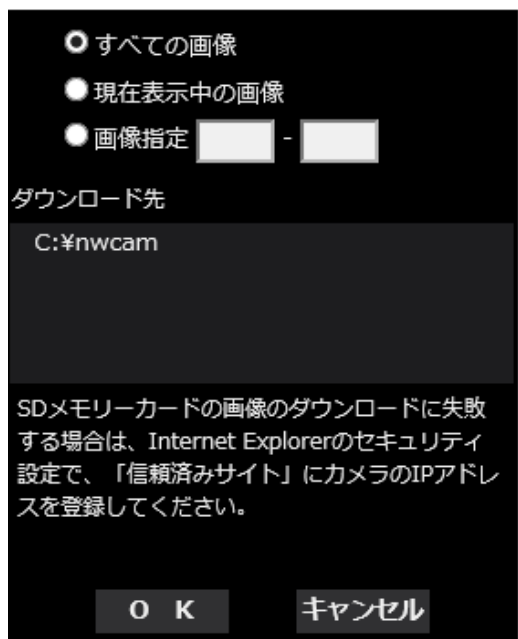 すべての画像
現在表示中の画像
画像指定 -
ダウンロード先
C:¥nwcam
SDメモリーカードの画像のダウンロードに失敗
する場合は、Internet Explorerのセキュリティ
設定で、「信頼済みサイト」にカメラのIPアドレ
スを登録してください。
O K キャンセル